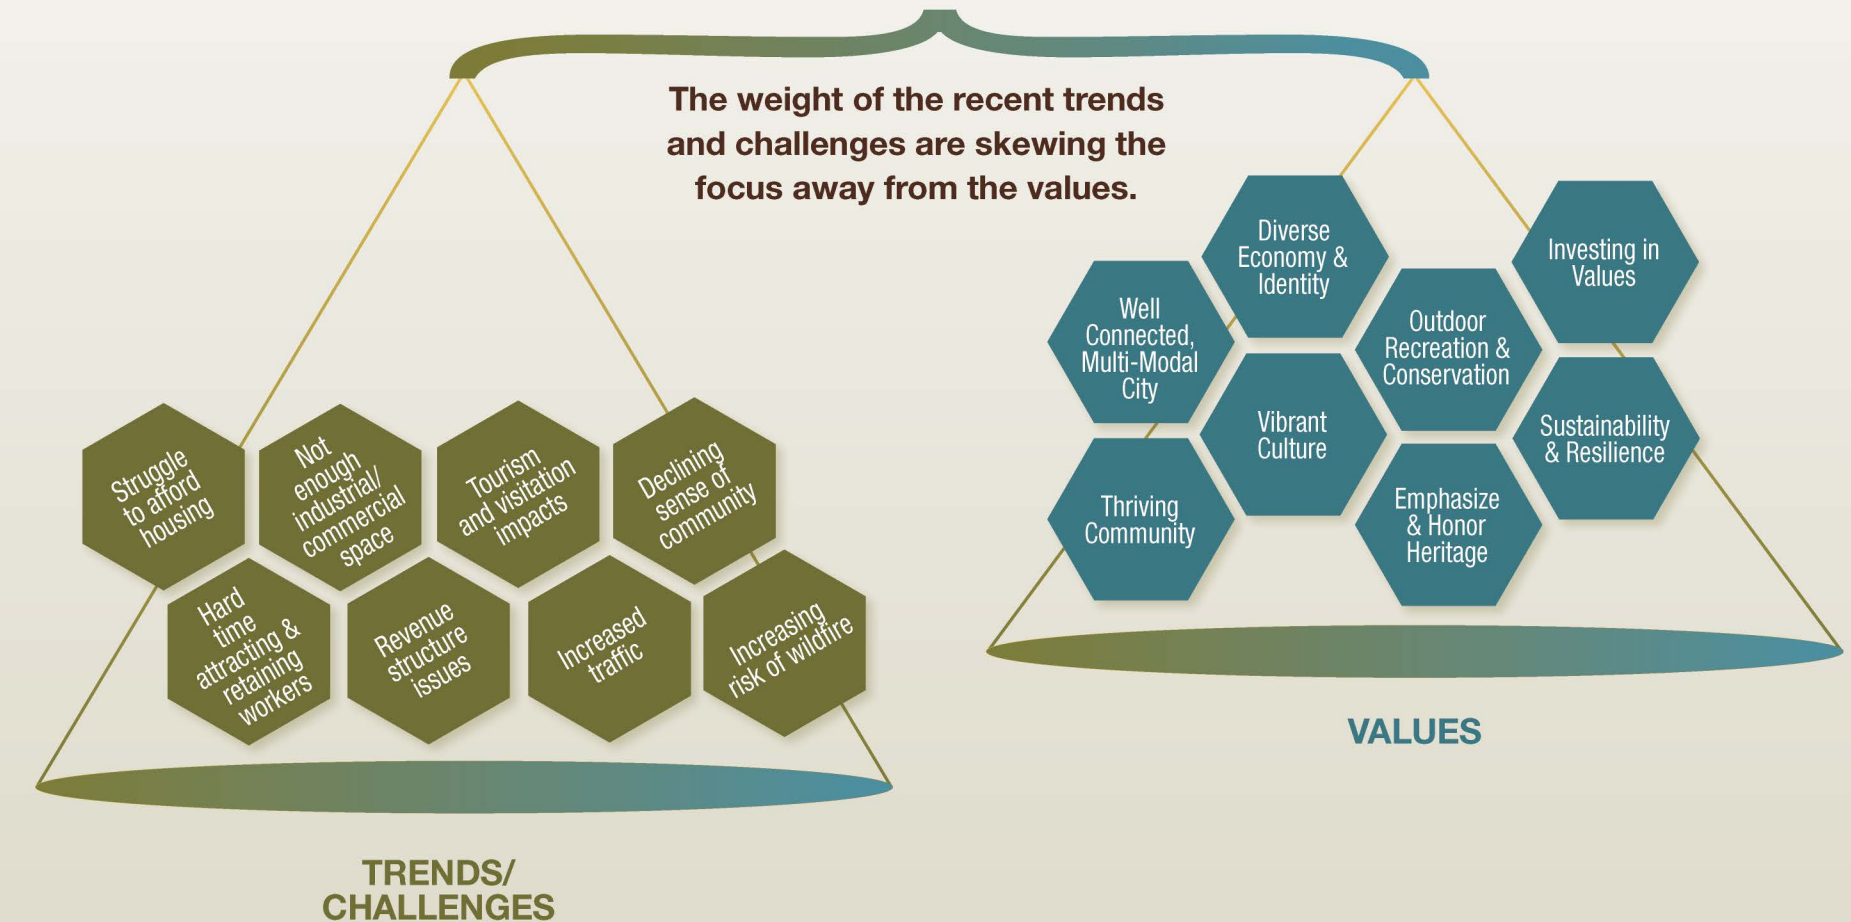 The weight of the recent trends
and challenges are skewing the
focus away from the values.
Struggle
to afford
housing
Not
enough
industrial/
commercial
space
Tourism
and visitation
impacts
Declining
sense of
community
Hard
time
attracting &
retaining
workers
Revenue
structure
issues
Increased
traffic
Increasing
risk of wildfire
TRENDS/
CHALLENGES
Diverse
Economy &
Identity
Investing in
Values
Well
Connected,
Multi-Modal
City
Outdoor
Recreation &
Conservation
Vibrant
Culture
Sustainability
& Resilience
Thriving
Community
Emphasize
& Honor
Heritage
VALUES